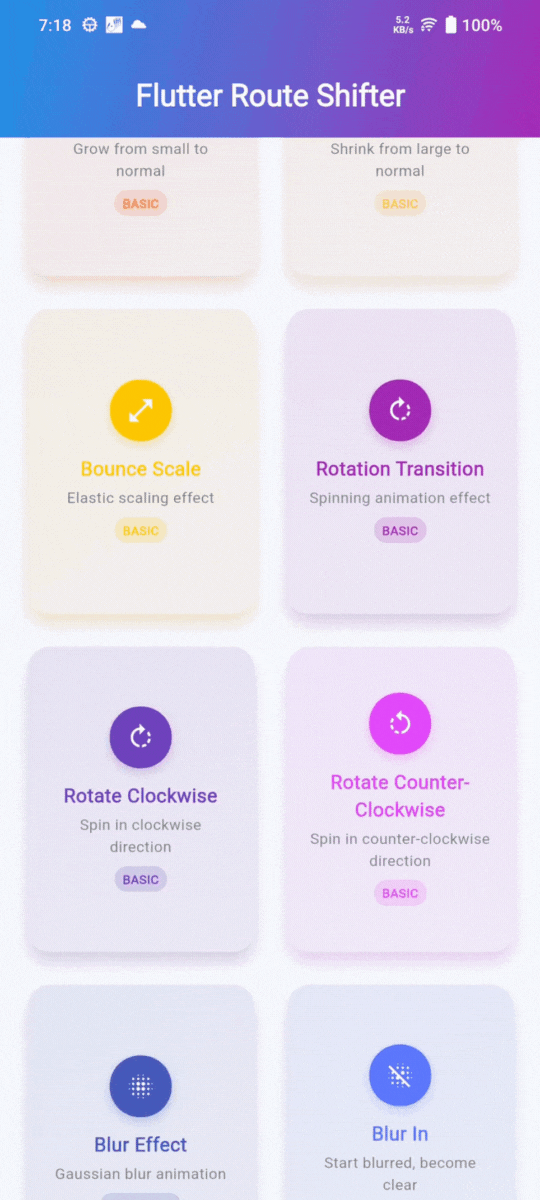 7:18
5.2
KB/s
100%
Flutter Route Shifter
Grow from small to
normal
BASIC
Shrink from large to
normal
BASIC
Bounce Scale
Elastic scaling effect
BASIC
Rotation Transition
Spinning animation effect
BASIC
Rotate Clockwise
Spin in clockwise
direction
BASIC
Rotate Counter-
Clockwise
Spin in counter-clockwise
direction
BASIC
Blur Effect
Gaussian blur animation
Blur In
Start blurred, become
clear